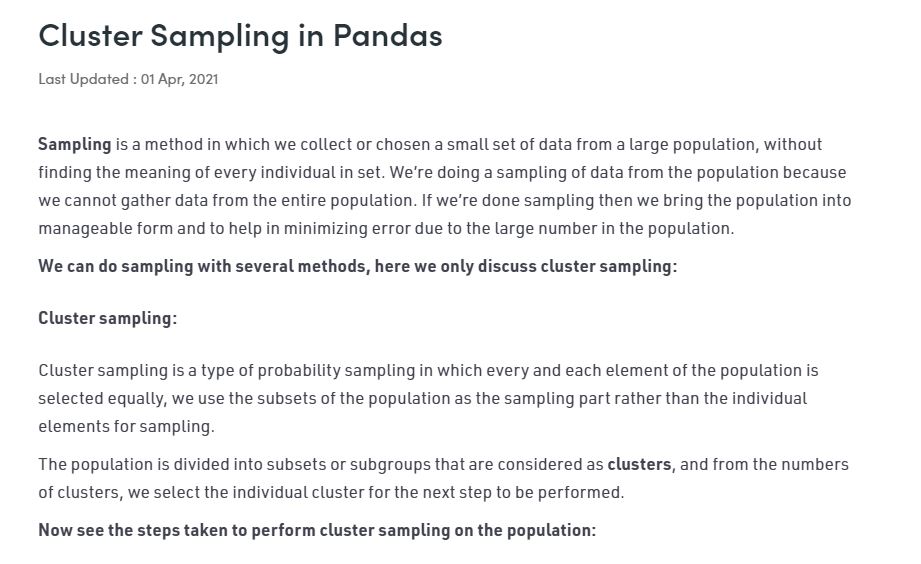 Cluster Sampling in Pandas
Last Updated : 01 Apr, 2021
Sampling is a method in which we collect or chosen a small set of data from a large population, without
finding the meaning of every individual in set. We’re doing a sampling of data from the population because
we cannot gather data from the entire population. If we’re done sampling then we bring the population into
manageable form and to help in minimizing error due to the large number in the population.
We can do sampling with several methods, here we only discuss cluster sampling:
Cluster sampling:
Cluster sampling is a type of probability sampling in which every and each element of the population is
selected equally, we use the subsets of the population as the sampling part rather than the individual
elements for sampling.
The population is divided into subsets or subgroups that are considered as clusters, and from the numbers
of clusters, we select the individual cluster for the next step to be performed.
Now see the steps taken to perform cluster sampling on the population: